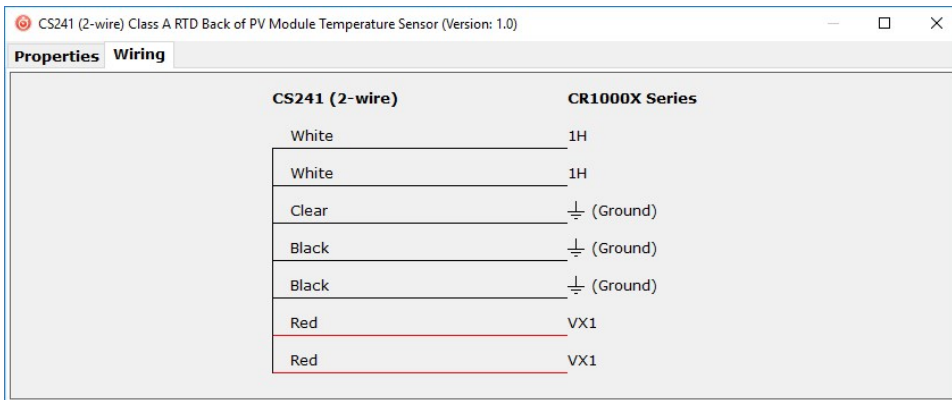 CS241 (2-wire) Class A RTD Back of PV Module Temperature Sensor (Version: 1.0)
Properties Wiring
CS241 (2-wire) CR1000X Series
White 1H
White 1H
Clear ⏚ (Ground)
Black ⏚ (Ground)
Black ⏚ (Ground)
Red VX1
Red VX1